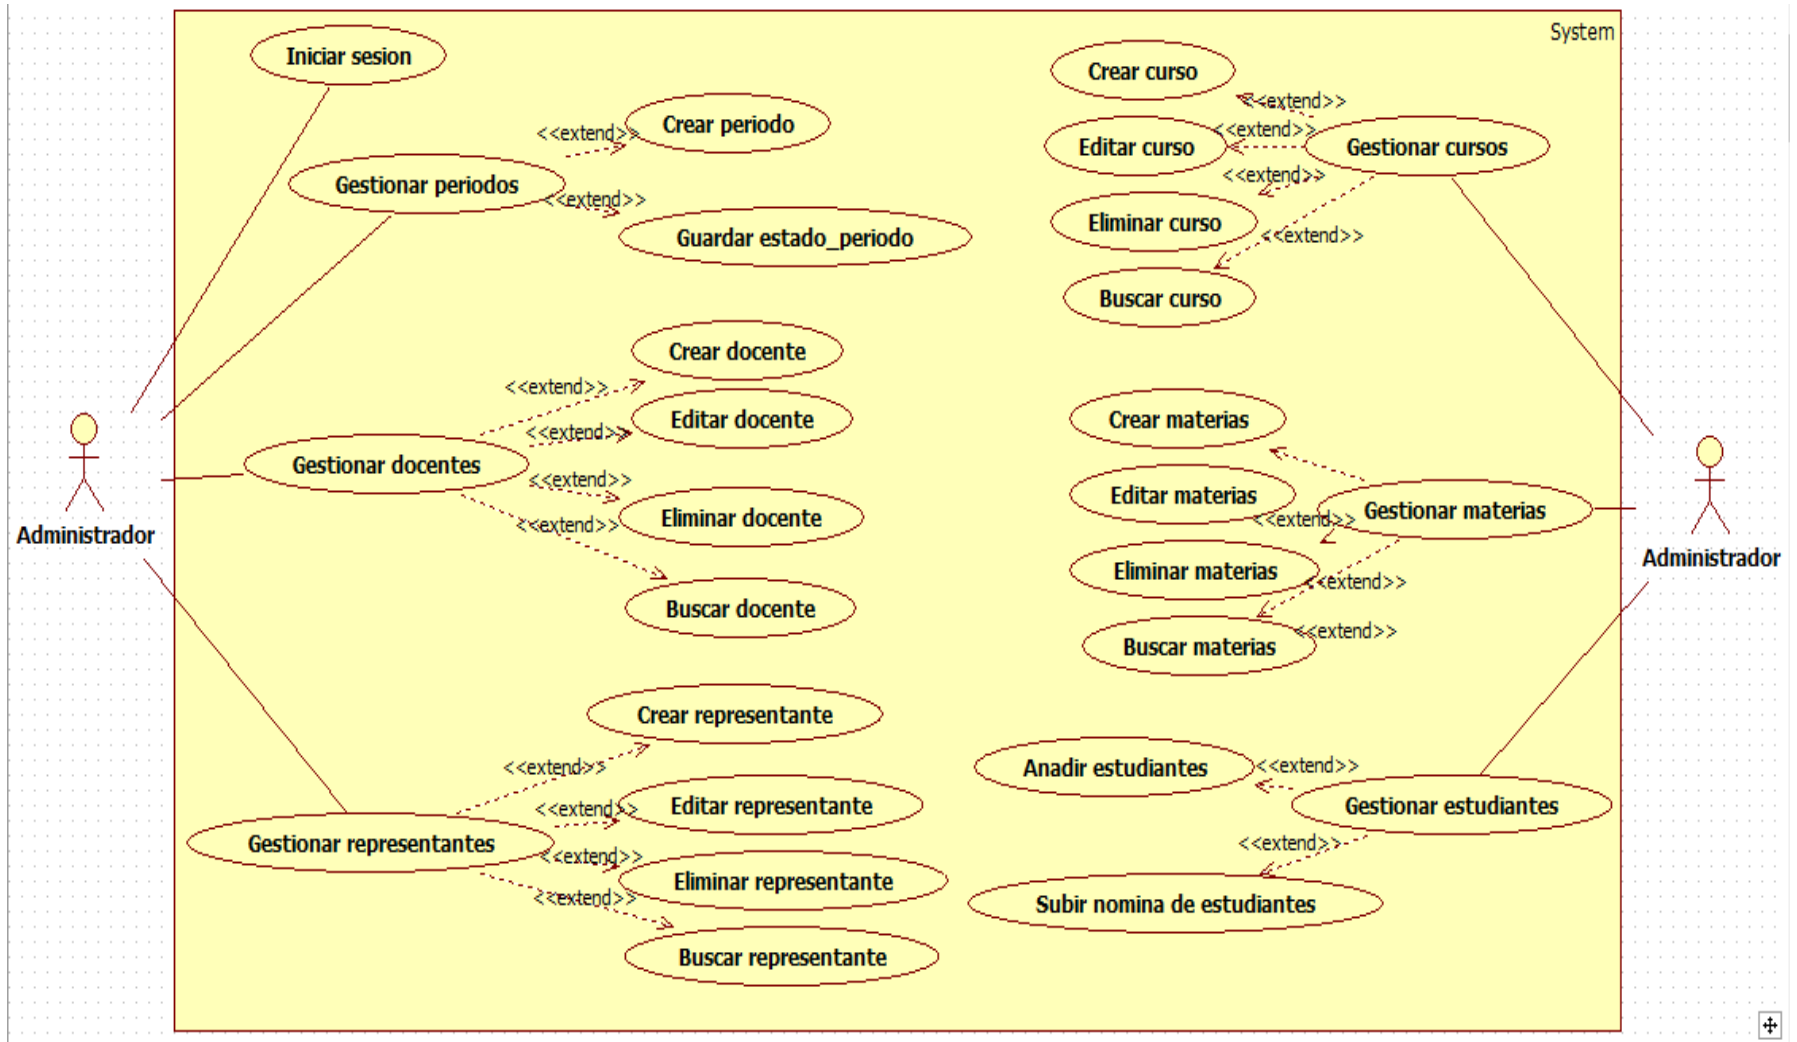 System
Iniciar sesion
Crear periodo
<<extend>>
Gestionar periodos
<<extend>>
Guardar estado_periodo
Crear docente
<<extend>>
Editar docente
<<extend>>
Gestionar docentes
<<extend>>
Eliminar docente
<<extend>>
Buscar docente
Administrador
Crear representante
<<extend>>
Editar representante
<<extend>>
Gestionar representantes
<<extend>>
Eliminar representante
<<extend>>
Buscar representante
Crear curso
<<extend>>
<<extend>>
Editar curso
Gestionar cursos
<<extend>>
Eliminar curso
<<extend>>
Buscar curso
Crear materias
Editar materias
Gestionar materias
<<extend>>
Eliminar materias
<<extend>>
<<extend>>
Buscar materias
Administrador
Anadir estudiantes
<<extend>>
Gestionar estudiantes
<<extend>>
Subir nomina de estudiantes